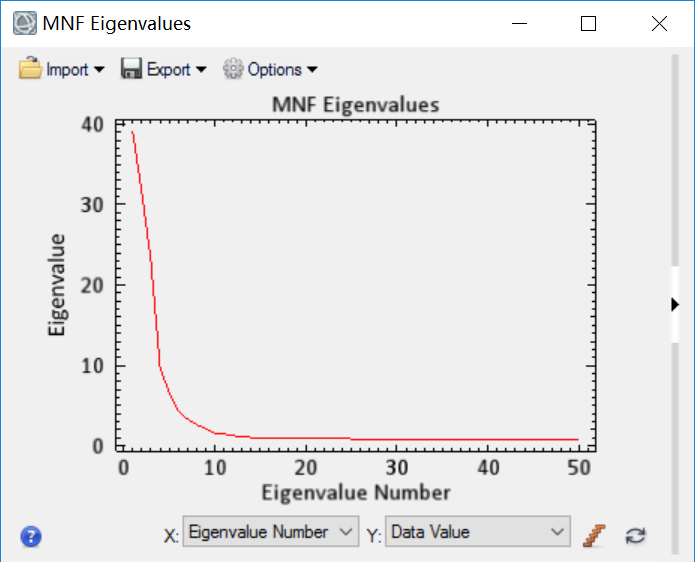 MNF Eigenvalues
Import Export Options
MNF Eigenvalues
40
30
20
10
0
Eigenvalue
0 10 20 30 40 50
Eigenvalue Number
X: Eigenvalue Number Y: Data Value